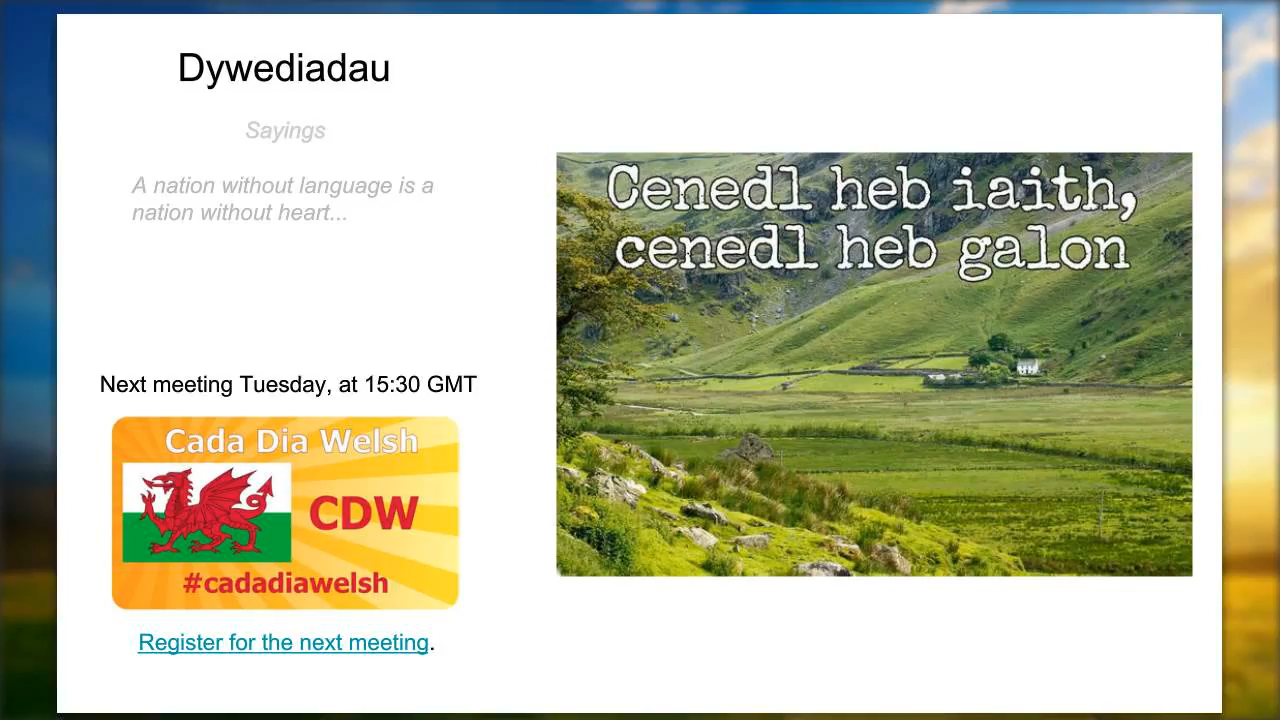 Dywediadau
Sayings
A nation without language is a
nation without heart...
Cenedl heb iaith,
cenedl heb galon
Next meeting Tuesday, at 15:30 GMT
Cada Dia Welsh
CDW
#cadadiawelsh
Register for the next meeting.